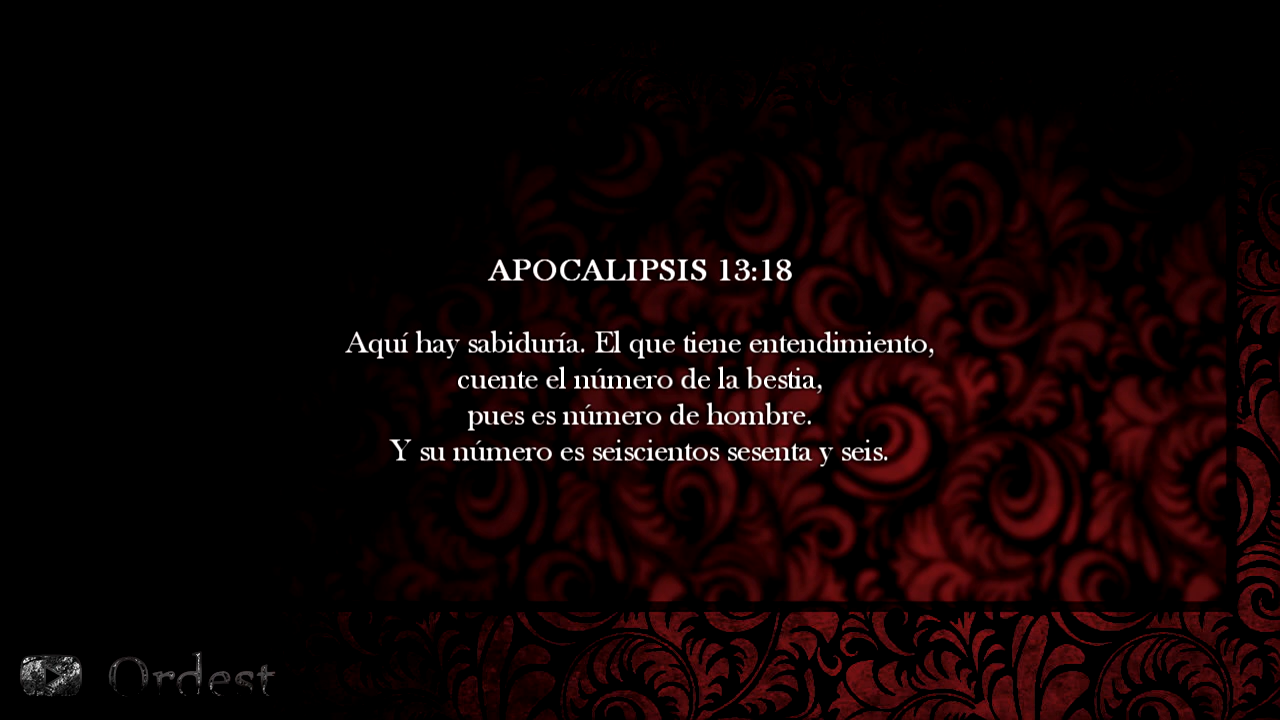 APOCALIPSIS 13:18
Aquí hay sabiduría. El que tiene entendimiento,
cuente el número de la bestia,
pues es número de hombre.
Y su número es seiscientos sesenta y seis.
Ordest